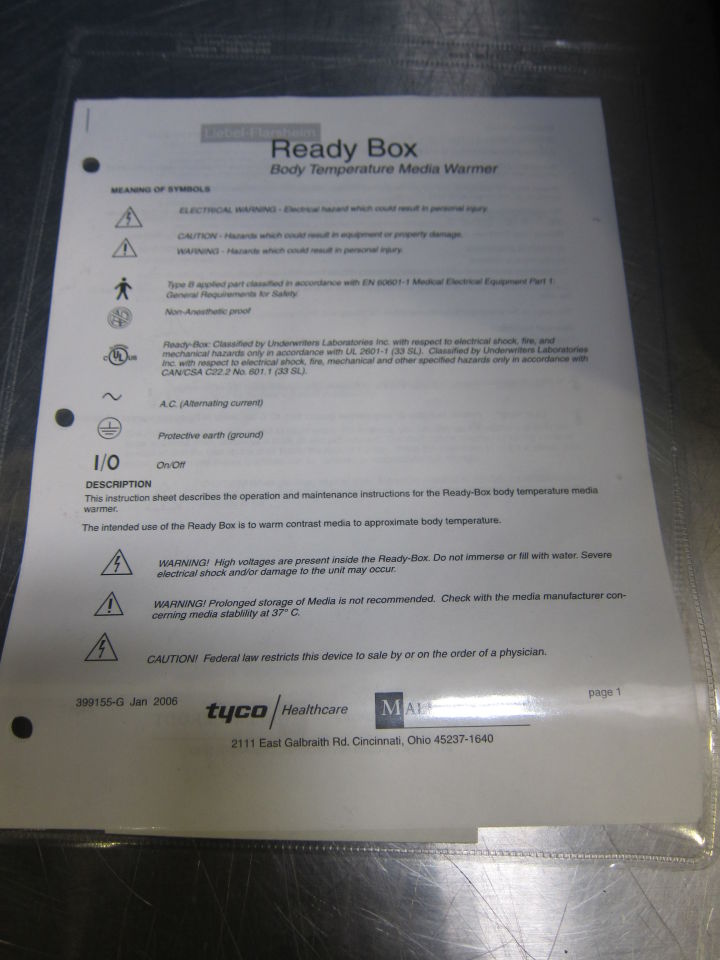 Liebel-Flarsheim
Ready Box
Body Temperature Media Warmer
MEANING OF SYMBOLS
ELECTRICAL WARNING - Electrical hazard which could result in personal injury.
CAUTION - Hazards which could result in equipment or property damage.
WARNING - Hazards which could result in personal injury.
Type B applied part classified in accordance with EN 60601-1 Medical Electrical Equipment Part 1:
General Requirements for Safety.
Non-Anesthetic proof
Ready-Box: Classified by Underwriters Laboratories Inc. with respect to electrical shock, fire, and
mechanical hazards only in accordance with UL 2601-1 (33 SL). Classified by Underwriters Laboratories
Inc. with respect to electrical shock, fire, mechanical and other specified hazards only in accordance with
CAN/CSA C22.2 No. 601.1 (33 SL).
C UL US
A.C. (Alternating current)
Protective earth (ground)
I/O On/Off
DESCRIPTION
This instruction sheet describes the operation and maintenance instructions for the Ready-Box body temperature media
warmer.
The intended use of the Ready Box is to warm contrast media to approximate body temperature.
WARNING! High voltages are present inside the Ready-Box. Do not immerse or fill with water. Severe
electrical shock and/or damage to the unit may occur.
WARNING! Prolonged storage of Media is not recommended. Check with the media manufacturer con-
cerning media stablility at 37° C.
CAUTION! Federal law restricts this device to sale by or on the order of a physician.
399155-G Jan 2006
tyco / Healthcare
page 1
2111 East Galbraith Rd. Cincinnati, Ohio 45237-1640